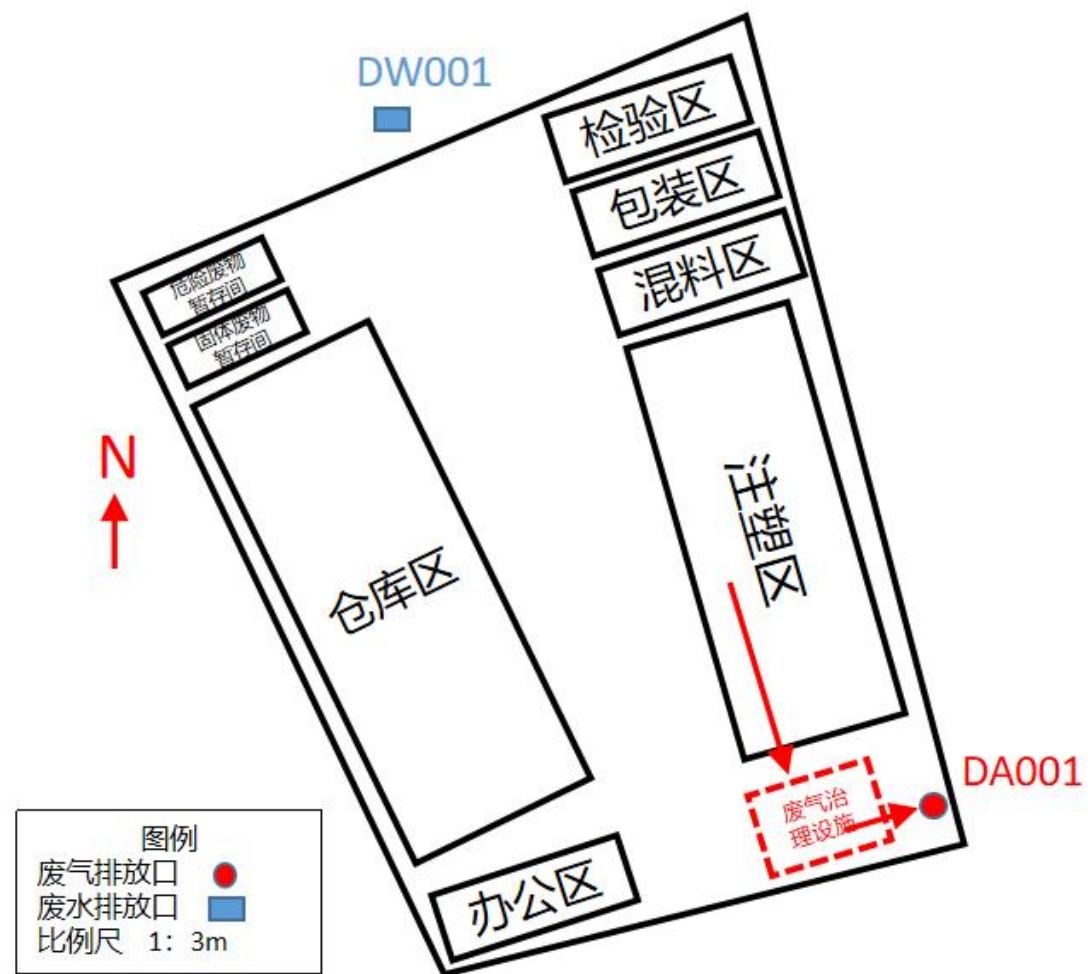 DW001
检验区
包装区
混料区
危险废物
暂存间
固体废物
暂存间
N
注塑区
仓库区
DA001
废气治
理设施
办公区
图例
废气排放口
废水排放口
比例尺 1：3m